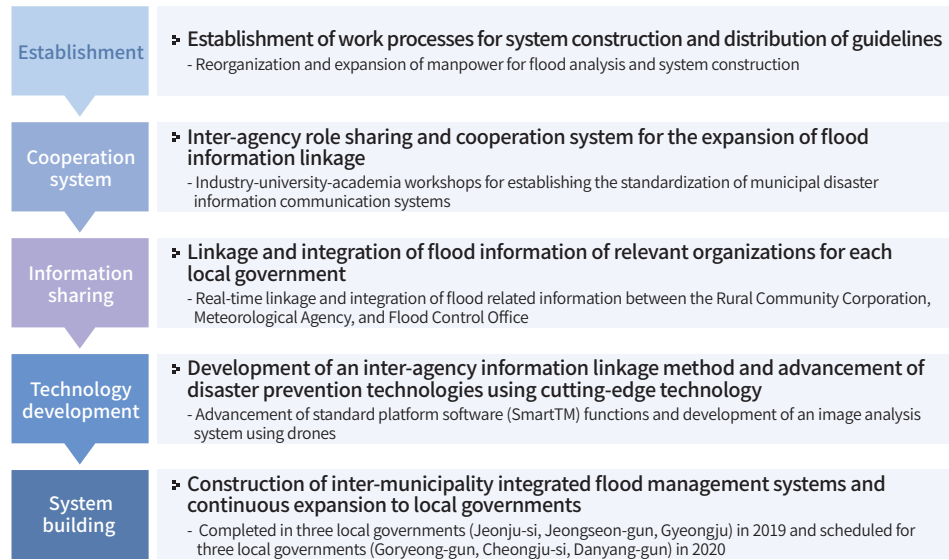 Establishment
Establishment of work processes for system construction and distribution of guidelines
- Reorganization and expansion of manpower for flood analysis and system construction
Cooperation
system
Inter-agency role sharing and cooperation system for the expansion of flood
information linkage
- Industry-university-academia workshops for establishing the standardization of municipal disaster
information communication systems
Information
sharing
Linkage and integration of flood information of relevant organizations for each
local government
- Real-time linkage and integration of flood related information between the Rural Community Corporation,
Meteorological Agency, and Flood Control Office
Technology
development
Development of an inter-agency information linkage method and advancement of
disaster prevention technologies using cutting-edge technology
- Advancement of standard platform software (SmartTM) functions and development of an image analysis
system using drones
System
building
Construction of inter-municipality integrated flood management systems and
continuous expansion to local governments
- Completed in three local governments (Jeonju-si, Jeongseon-gun, Gyeongju) in 2019 and scheduled for
three local governments (Goryeong-gun, Cheongju-si, Danyang-gun) in 2020